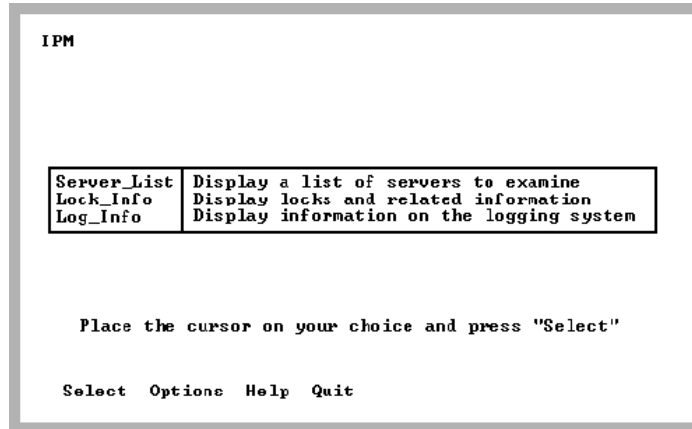 IPM
Server_List Display a list of servers to examine
Lock_Info Display locks and related information
Log_Info Display information on the logging system
Place the cursor on your choice and press "Select"
Select Options Help Quit